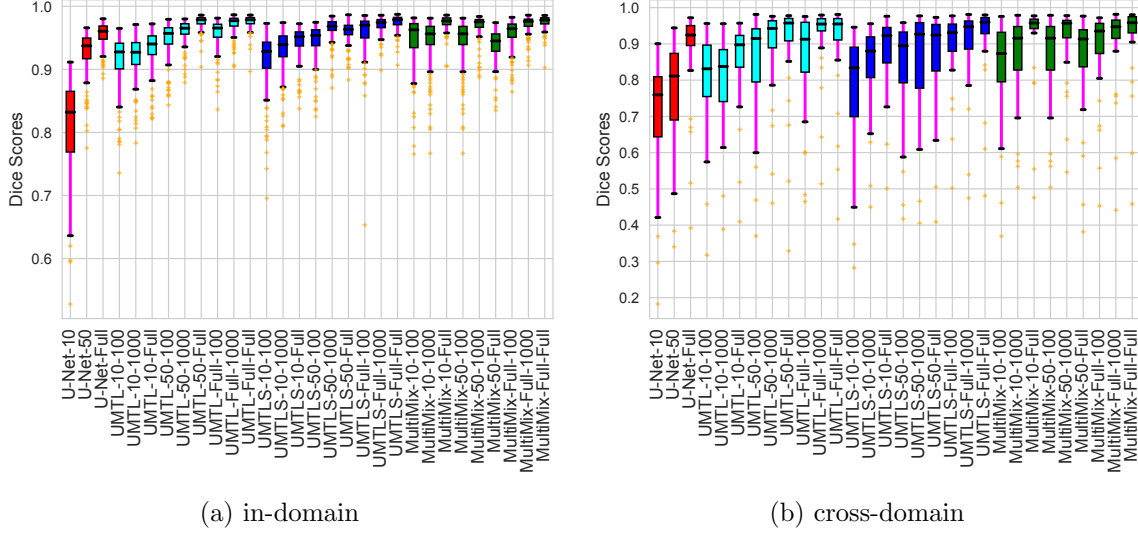 1.0
0.9
0.8
0.7
0.6
Dice Scores
U-Net-10
U-Net-50
U-Net-Full
UMTL-10-100
UMTL-10-1000
UMTL-10-Full
UMTL-50-100
UMTL-50-1000
UMTL-50-Full
UMTL-Full-100
UMTL-Full-1000
UMTL-Full-Full
UMTLS-10-100
UMTLS-10-1000
UMTLS-10-Full
UMTLS-50-100
UMTLS-50-1000
UMTLS-50-Full
UMTLS-Full-100
UMTLS-Full-1000
UMTLS-Full-Full
MultiMix-10-100
MultiMix-10-1000
MultiMix-10-Full
MultiMix-50-100
MultiMix-50-1000
MultiMix-50-Full
MultiMix-Full-100
MultiMix-Full-1000
MultiMix-Full-Full
(a) in-domain
1.0
0.9
0.8
0.7
0.6
0.5
0.4
0.3
0.2
Dice Scores
U-Net-10
U-Net-50
U-Net-Full
UMTL-10-100
UMTL-10-1000
UMTL-10-Full
UMTL-50-100
UMTL-50-1000
UMTL-50-Full
UMTL-Full-100
UMTL-Full-1000
UMTL-Full-Full
UMTLS-10-100
UMTLS-10-1000
UMTLS-10-Full
UMTLS-50-100
UMTLS-50-1000
UMTLS-50-Full
UMTLS-Full-100
UMTLS-Full-1000
UMTLS-Full-Full
MultiMix-10-100
MultiMix-10-1000
MultiMix-10-Full
MultiMix-50-100
MultiMix-50-1000
MultiMix-50-Full
MultiMix-Full-100
MultiMix-Full-1000
MultiMix-Full-Full
(b) cross-domain